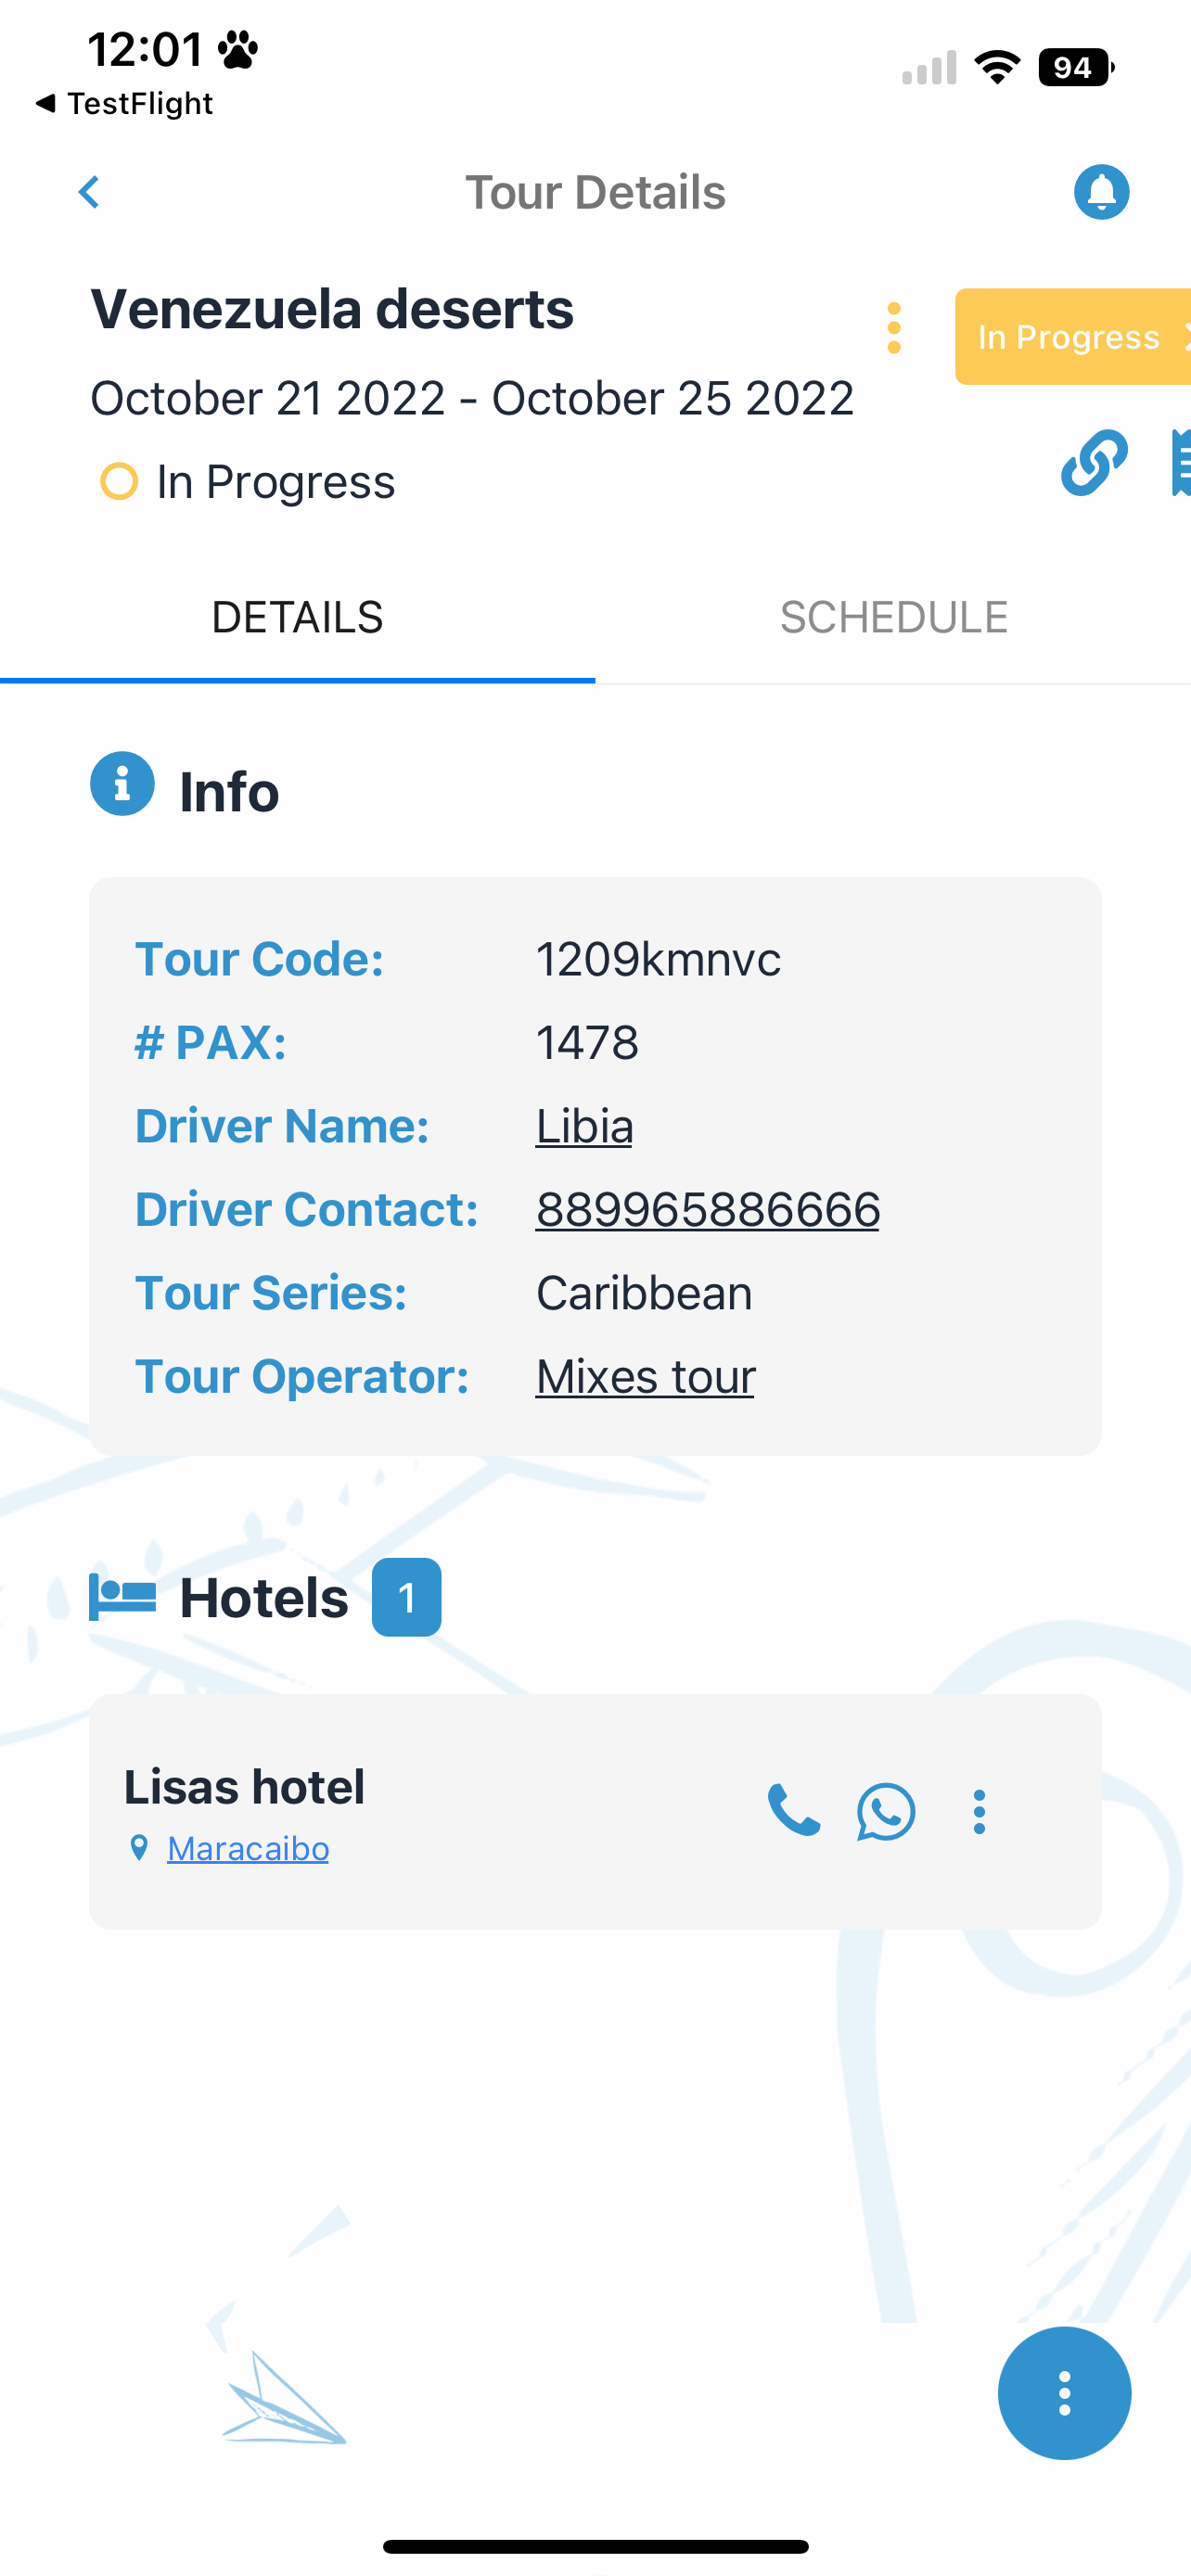 12:01
94
TestFlight
Tour Details
Venezuela deserts
In Progress
October 21 2022 - October 25 2022
In Progress
DETAILS
SCHEDULE
Info
Tour Code: 1209kmnvc
# PAX: 1478
Driver Name: Libia
Driver Contact: 889965886666
Tour Series: Caribbean
Tour Operator: Mixes tour
Hotels 1
Lisas hotel
Maracaibo